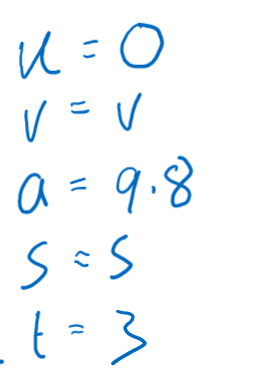 u = 0
v = v
a = 9.8
s = s
t = 3